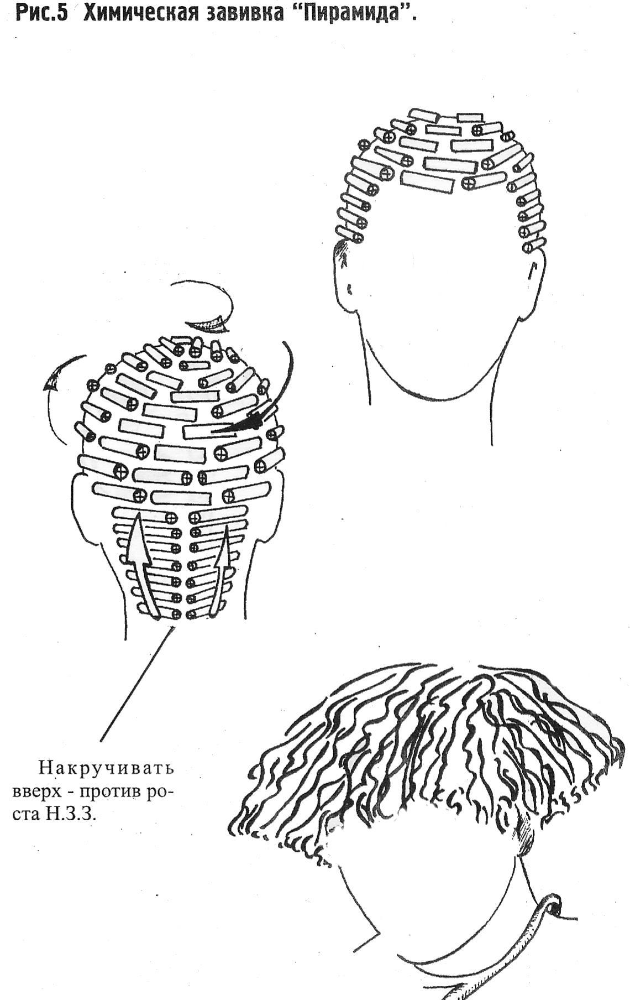 Рис.5 Химическая завивка “Пирамида”.
Накручивать
вверх - против ро-
ста Н.З.З.